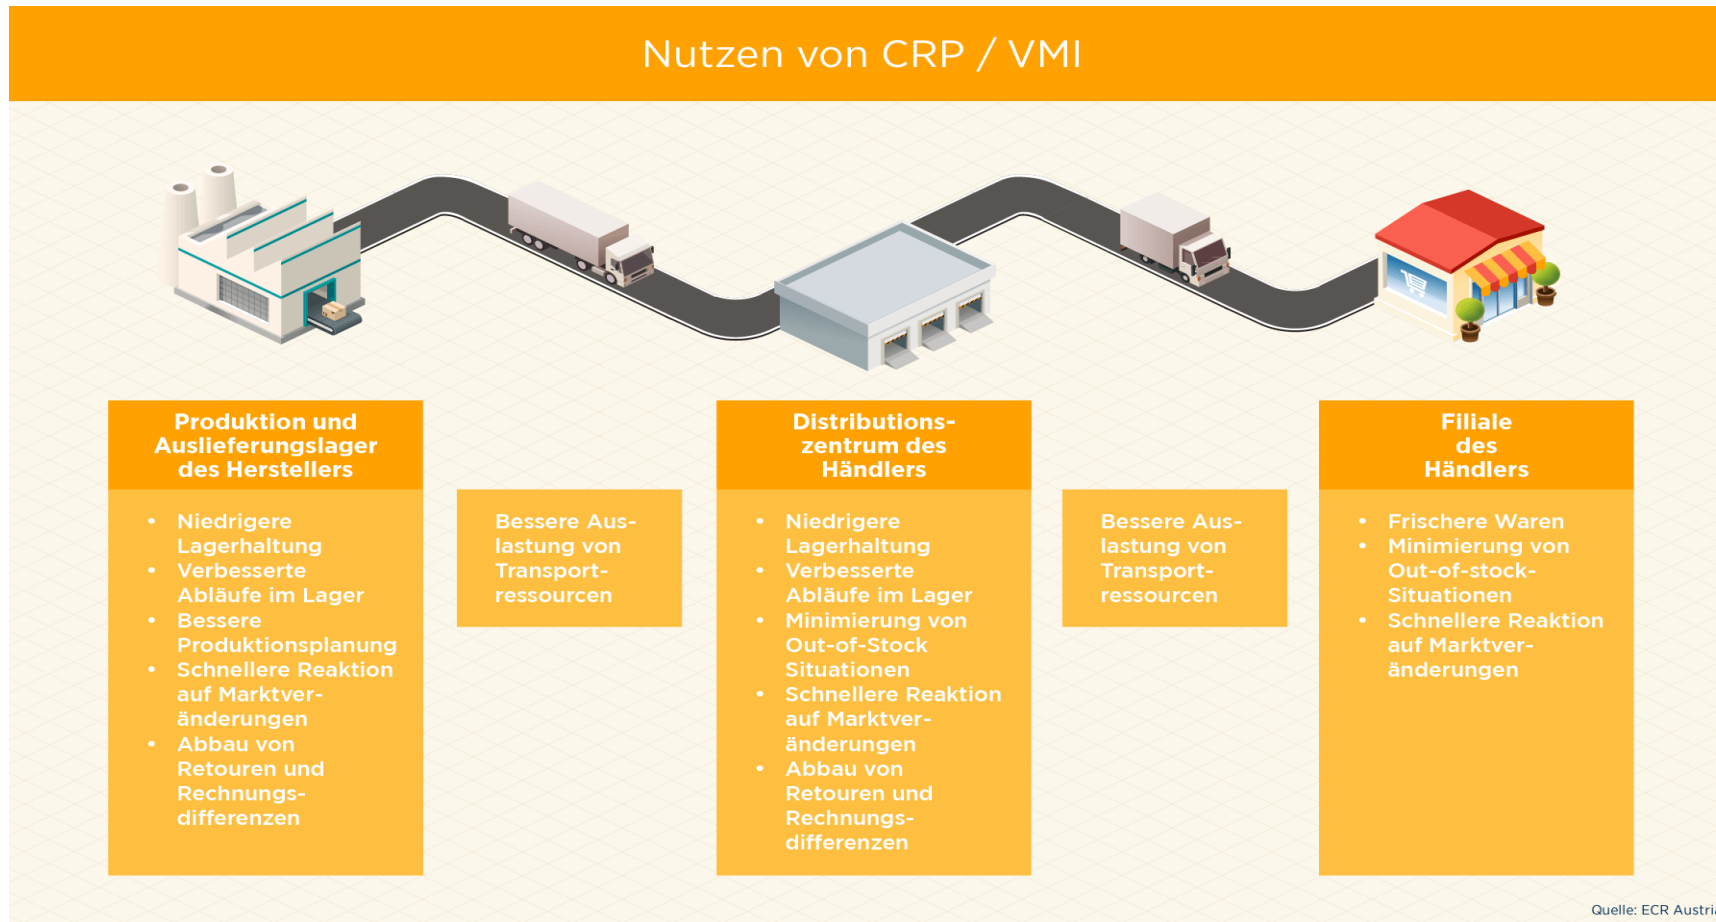 Nutzen von CRP / VMI
Produktion und
Auslieferungslager
des Herstellers
• Niedrigere
Lagerhaltung
• Verbesserte
Abläufe im Lager
• Bessere
Produktionsplanung
• Schnellere Reaktion
auf Marktver-
änderungen
• Abbau von
Retouren und
Rechnungs-
differenzen
Bessere Aus-
lastung von
Transport-
ressourcen
Distributions-
zentrum des
Händlers
• Niedrigere
Lagerhaltung
• Verbesserte
Abläufe im Lager
• Minimierung von
Out-of-Stock
Situationen
• Schnellere Reaktion
auf Marktver-
änderungen
• Abbau von
Retouren und
Rechnungs-
differenzen
Bessere Aus-
lastung von
Transport-
ressourcen
Filiale
des
Händlers
• Frischere Waren
• Minimierung von
Out-of-stock-
Situationen
• Schnellere Reaktion
auf Marktver-
änderungen
Quelle: ECR Austria